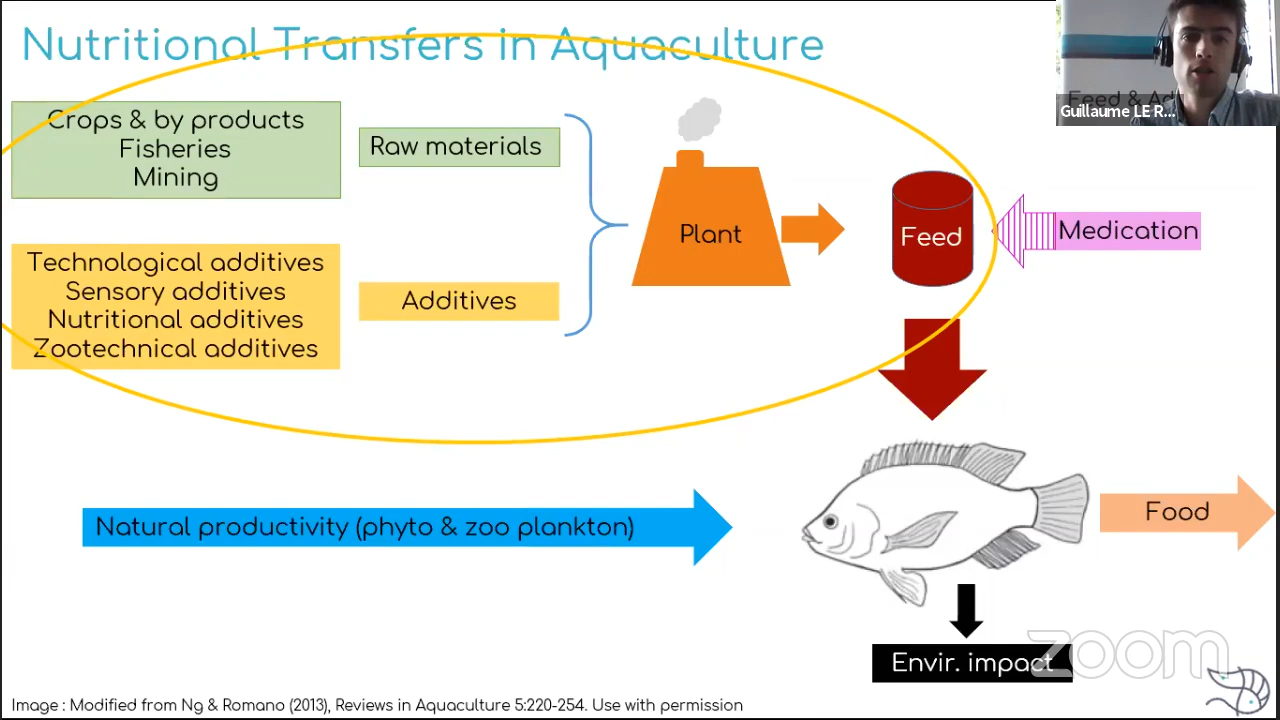 Nutritional Transfers in Aquaculture
Feed & Ad
Guillaume LE R...
Crops & by products
Fisheries
Mining
Raw materials
Technological additives
Sensory additives
Nutritional additives
Zootechnical additives
Additives
Plant
Feed
Medication
Natural productivity (phyto & zoo plankton)
Food
Envir. impact
zoom
Image : Modified from Ng & Romano (2013), Reviews in Aquaculture 5:220-254. Use with permission